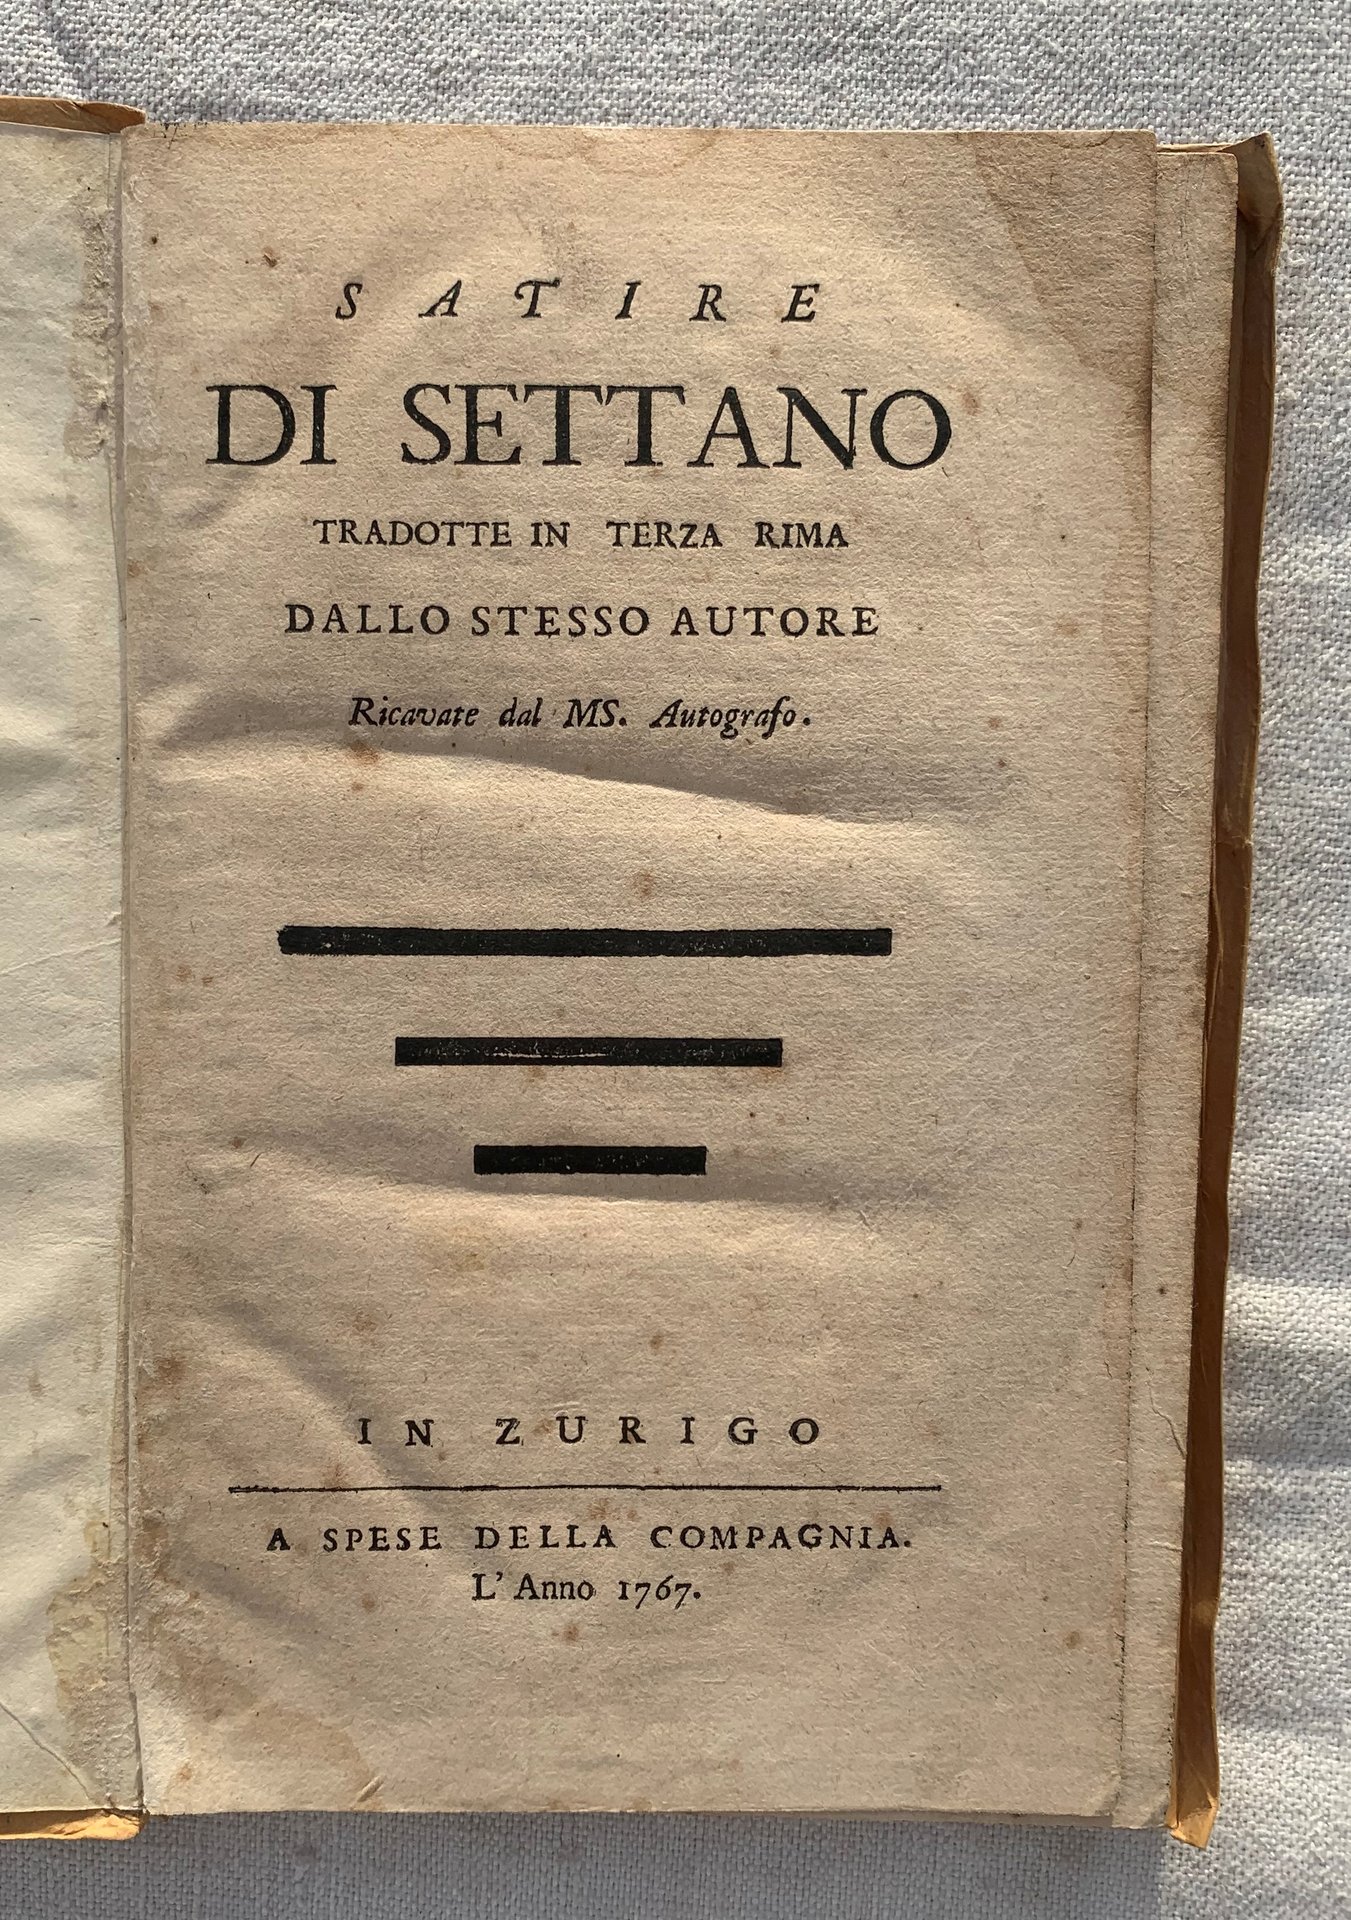 SATIRE
DI SETTANO
TRADOTTE IN TERZA RIMA
DALLO STESSO AUTORE
Ricavate dal MS. Autografo.
IN ZURIGO
A SPESE DELLA COMPAGNIA.
L' Anno 1767.